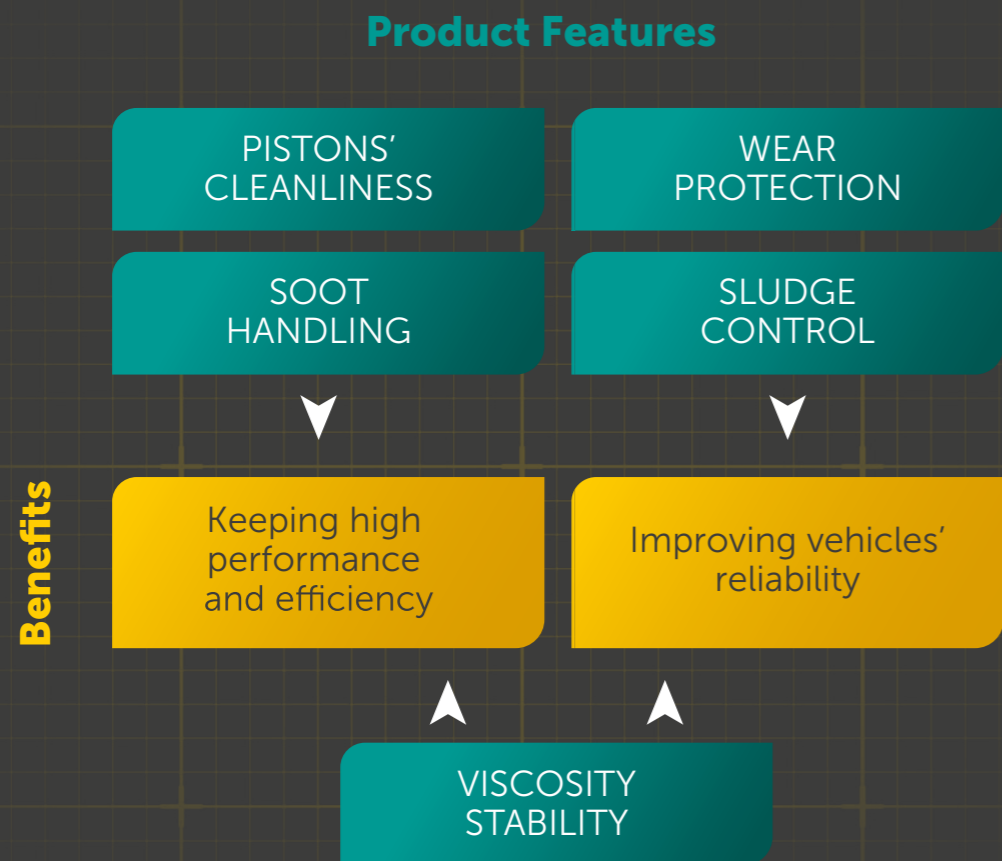 Product Features
PISTONS’
CLEANLINESS
WEAR
PROTECTION
SOOT
HANDLING
SLUDGE
CONTROL
Benefits
Keeping high
performance
and efficiency
Improving vehicles’
reliability
VISCOSITY
STABILITY